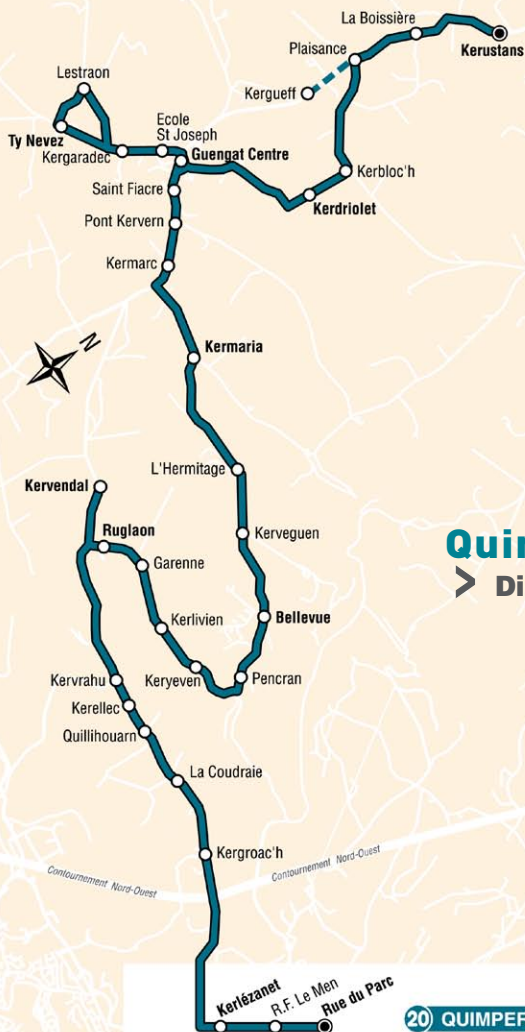 La Boissière
Plaisance
Kerustans
Lestraon
Kergueff
Ecole
St Joseph
Ty Nevez
Kergaradec
Guengat Centre
Saint Fiacre
Kerbloc'h
Kerdriolet
Pont Kervern
Kermarc
N
Kermaria
L'Hermitage
Kervendal
Ruglaon
Kerveguen
Garenne
Quim
> Di
Bellevue
Kerlivien
Keryeven
Pencran
Kervrahu
Kerellec
Quillihouarn
La Coudraie
Kergroac'h
Contournement Nord-Ouest
Contournement Nord-Ouest
Kerlézanet
R.F. Le Men
Rue du Parc
20 QUIMPER